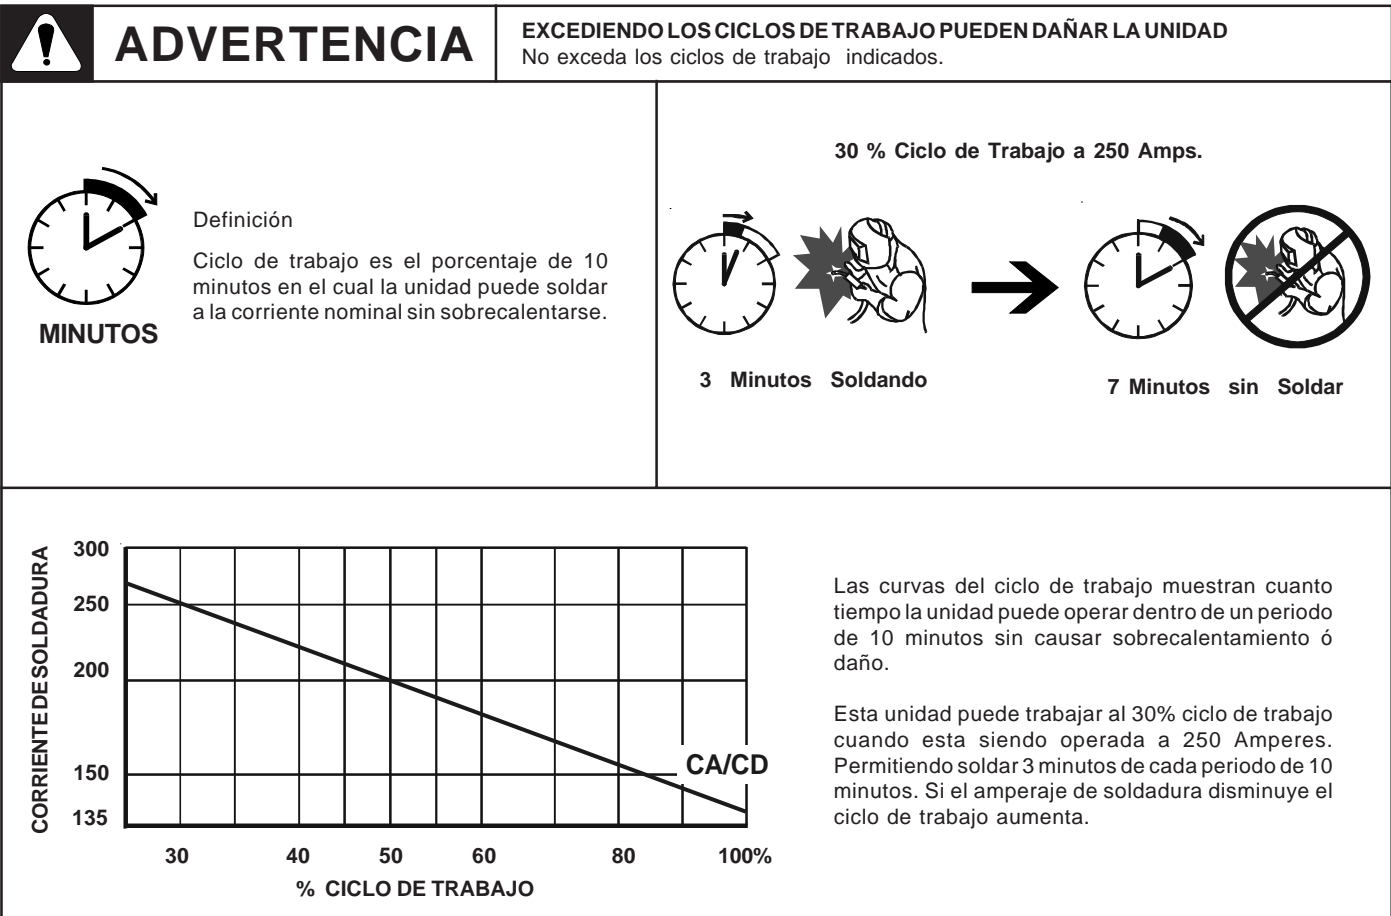 ADVERTENCIA
EXCEDIENDO LOS CICLOS DE TRABAJO PUEDEN DAÑAR LA UNIDAD
No exceda los ciclos de trabajo indicados.
MINUTOS
Definición
Ciclo de trabajo es el porcentaje de 10
minutos en el cual la unidad puede soldar
a la corriente nominal sin sobrecalentarse.
30 % Ciclo de Trabajo a 250 Amps.
3 Minutos Soldando
7 Minutos sin Soldar
CORRIENTE DE SOLDADURA
300
250
200
150
135
CA/CD
30 40 50 60 80 100%
% CICLO DE TRABAJO
Las curvas del ciclo de trabajo muestran cuanto
tiempo la unidad puede operar dentro de un periodo
de 10 minutos sin causar sobrecalentamiento ó
daño.
Esta unidad puede trabajar al 30% ciclo de trabajo
cuando esta siendo operada a 250 Amperes.
Permitiendo soldar 3 minutos de cada periodo de 10
minutos. Si el amperaje de soldadura disminuye el
ciclo de trabajo aumenta.